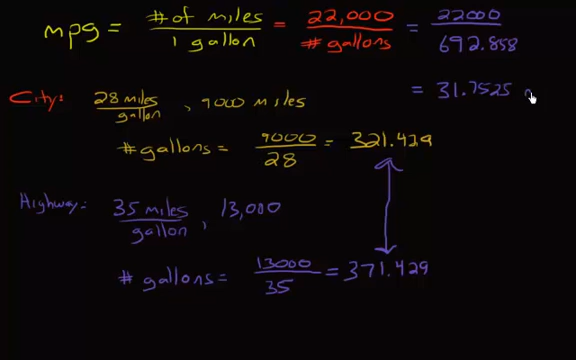 mpg = # of miles / 1 gallon = 22,000 / # gallons = 22000 / 692.858
= 31.7525
City: 28 miles / gallon , 9000 miles
# gallons = 9000 / 28 = 321.429
Highway: 35 miles / gallon , 13,000
# gallons = 13000 / 35 = 371.429